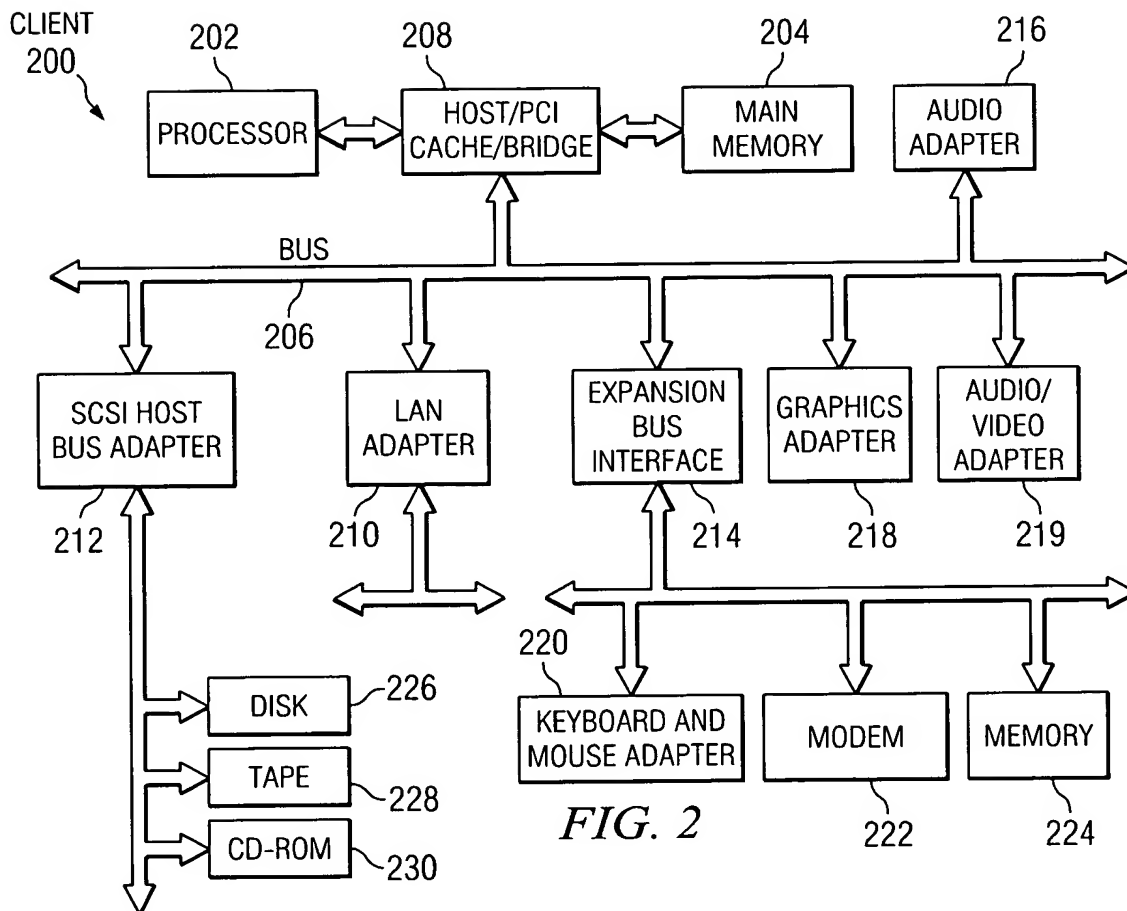 CLIENT
200
202
208
204
216
PROCESSOR
HOST/PCI
CACHE/BRIDGE
MAIN
MEMORY
AUDIO
ADAPTER
BUS
206
SCSI HOST
BUS ADAPTER
LAN
ADAPTER
EXPANSION
BUS
INTERFACE
GRAPHICS
ADAPTER
AUDIO/
VIDEO
ADAPTER
212
210
214
218
219
220
DISK
226
TAPE
228
CD-ROM
230
KEYBOARD AND
MOUSE ADAPTER
MODEM
MEMORY
222
224
FIG. 2